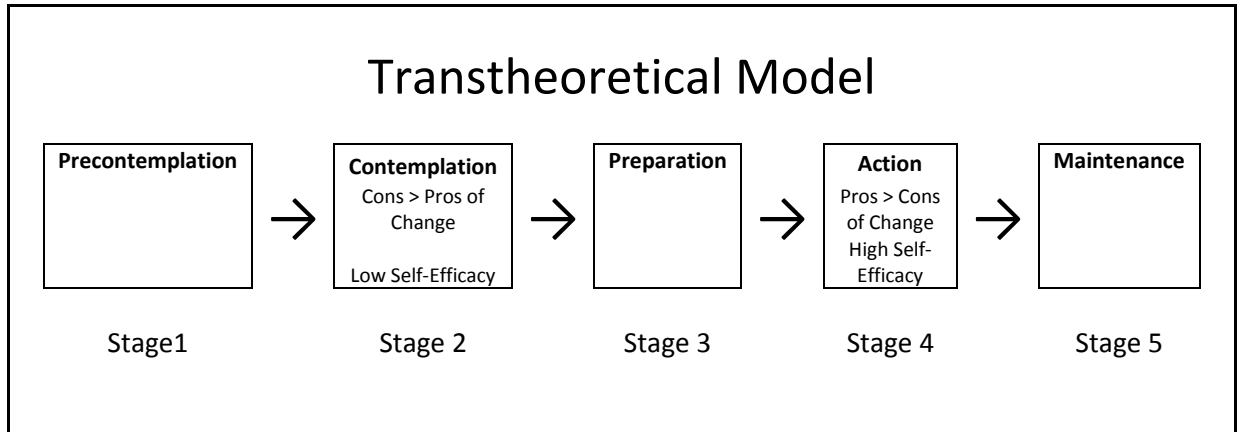 Transtheoretical Model
Precontemplation
Contemplation
Cons > Pros of
Change
Low Self-Efficacy
Preparation
Action
Pros > Cons
of Change
High Self-
Efficacy
Maintenance
Stage1
Stage 2
Stage 3
Stage 4
Stage 5